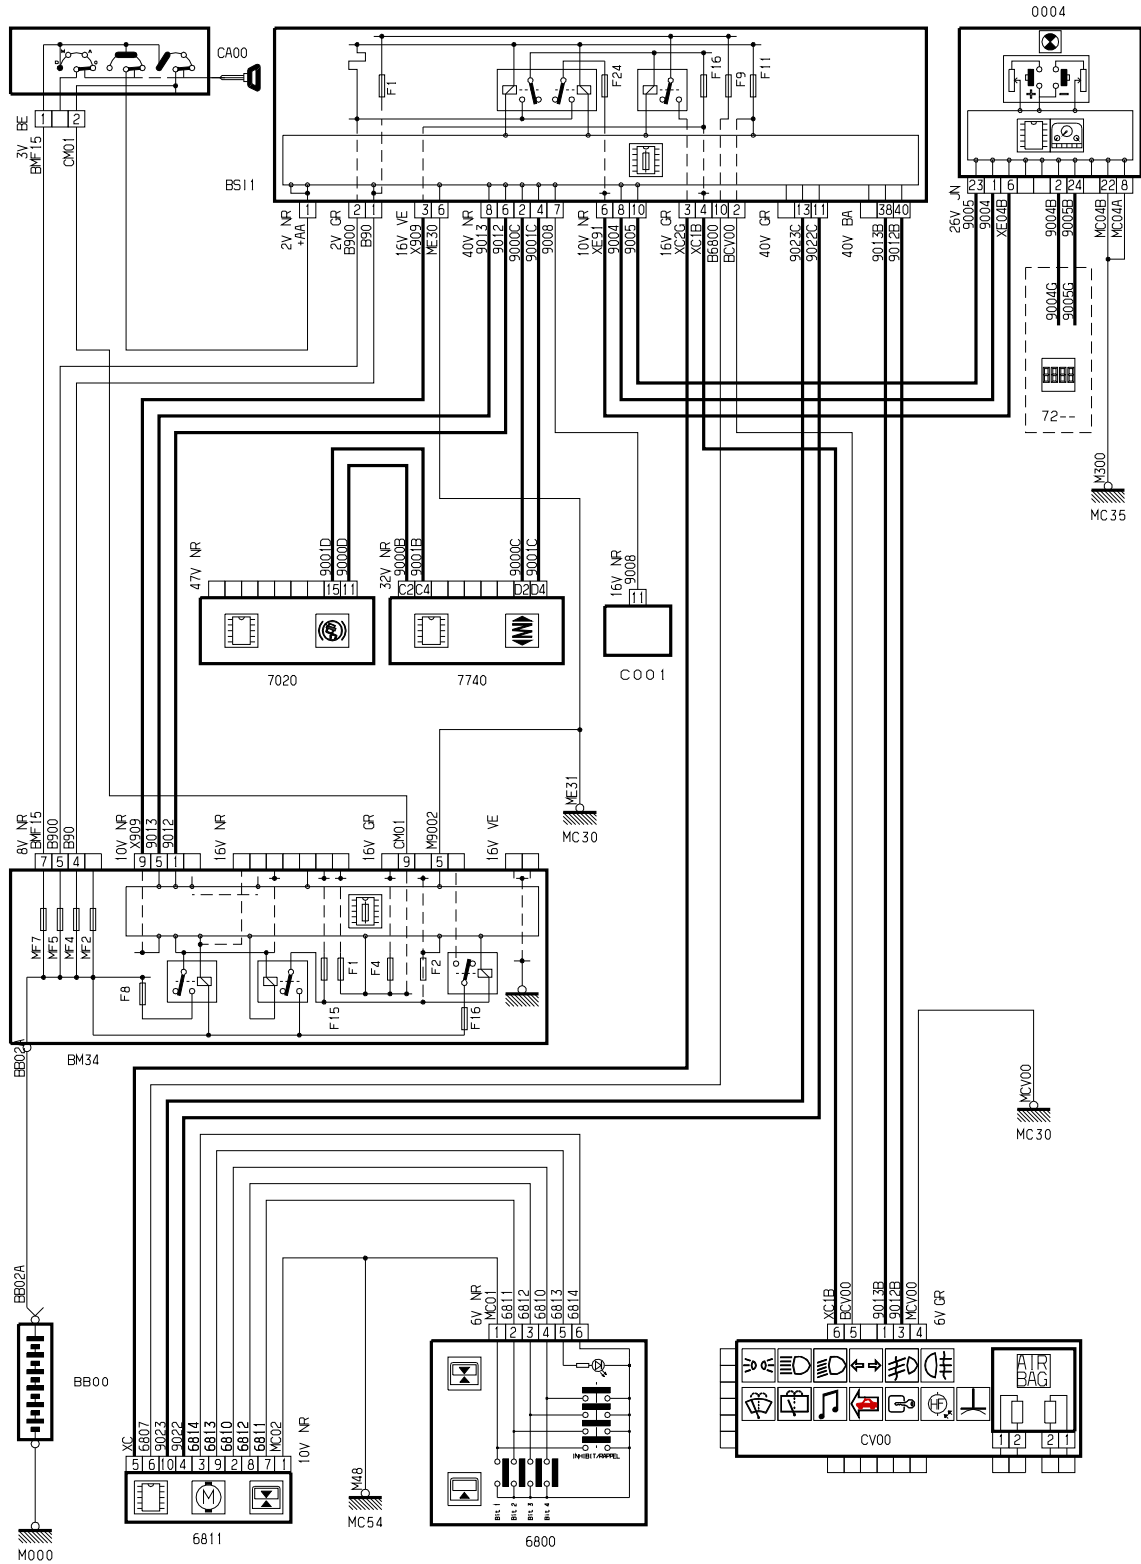 0004
CA00
3V BE
1 2
BMF15
CM01
F1
F24
F16
F9
F11
+ -
BSI1
1
2 1
3 6
8 6 2 4 7
6 8 10
3 4 10 2
13 11
38 40
23 1 6 2 24 22 8
2V NR
+AA
2V GR
B900
B90
16V VE
X909
ME30
40V NR
9013
9012
9000C
9001C
9008
10V NR
XE91
9004
9005
16V GR
XC2G
XC1B
B6800
BCV00
40V GR
9023C
9022C
40V BA
9013B
9012B
26V JN
9005
9004
XE04B
9004B
9005B
MC04B
MC04A
9004G
9005G
72--
M300
MC35
47V NR
9001D
9000D
15 11
7020
32V NR
9000B
9001B
9000C
9001C
C2 C4 D2 D4
7740
16V NR
9008
11
C001
ME31
MC30
8V NR
BMF15
B900
B90
7 5 4
10V NR
X909
9013
9012
9 5 1
16V NR
16V GR
CM01
9
M9002
5
16V VE
MF7
MF5
MF4
MF2
F8
F15
F1
F4
F2
F16
BM34
BB02A
BB02A
BB00
M000
MCV00
MC30
XC
6807
9023
9022
6814
6813
6810
6812
6811
MC02
10V NR
5 6 10 4 3 9 2 8 7 1
M
6811
M48
MC54
6V NR
MC01
6811
6812
6810
6813
6814
1 2 3 4 5 6
INHIBIT/RAPPEL
Bit 1
Bit 2
Bit 3
Bit 4
6800
XC1B
BCV00
9013B
9012B
MCV00
6V GR
6 5 1 3 4
HF
AIR
BAG
CV00
1 2 2 1